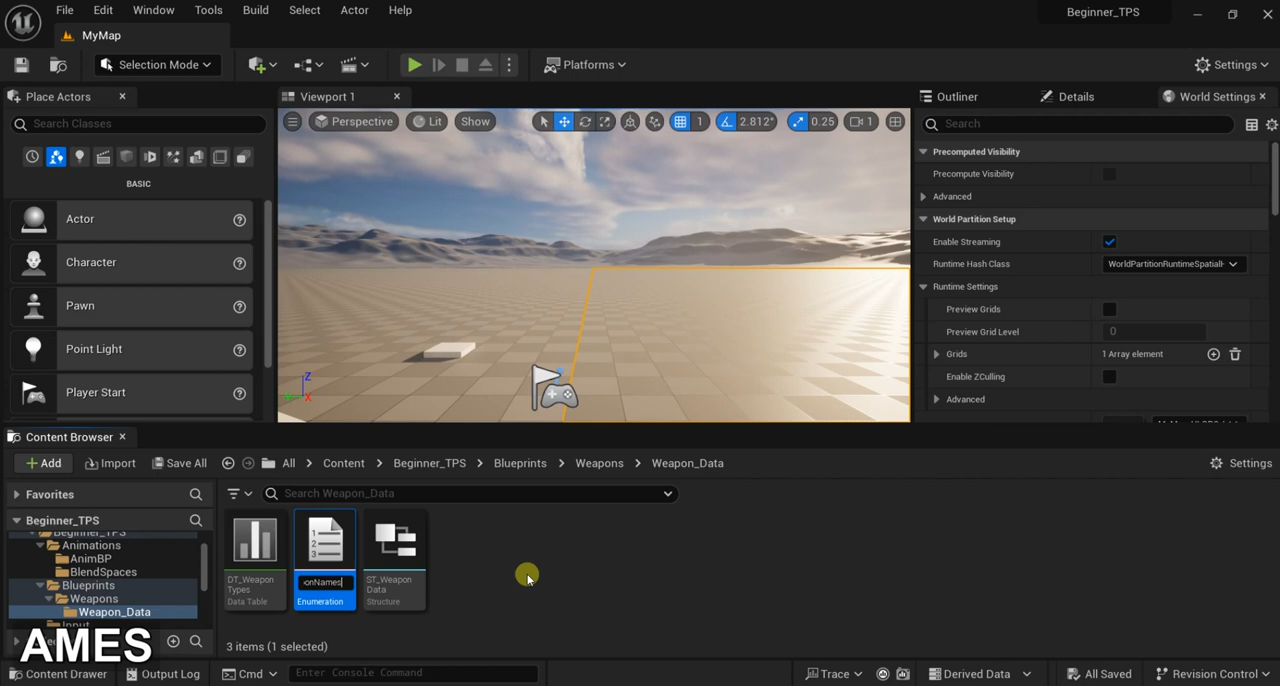 File Edit Window Tools Build Select Actor Help
Beginner_TPS
MyMap
Selection Mode
Platforms
Settings
Place Actors
Viewport 1
Outliner
Details
World Settings
Search Classes
Perspective
Lit
Show
1
2.812°
0.25
1
Search
BASIC
Actor
Character
Pawn
Point Light
Player Start
Z
X
Precomputed Visibility
Precompute Visibility
Advanced
World Partition Setup
Enable Streaming
Runtime Hash Class
WorldPartitionRuntimeSpatialH
Runtime Settings
Preview Grids
Preview Grid Level
0
Grids
1 Array element
Enable ZCulling
Advanced
Content Browser
Add
Import
Save All
All
Content
Beginner_TPS
Blueprints
Weapons
Weapon_Data
Settings
Favorites
Beginner_TPS
Beginner_TPS
Animations
AnimBP
BlendSpaces
Blueprints
Weapons
Weapon_Data
Input
Search Weapon_Data
DT_Weapon
Types
Data Table
onNames
Enumeration
ST_Weapon
Data
Structure
3 items (1 selected)
AMES
Content Drawer
Output Log
Cmd
Enter Console Command
Trace
Derived Data
All Saved
Revision Control